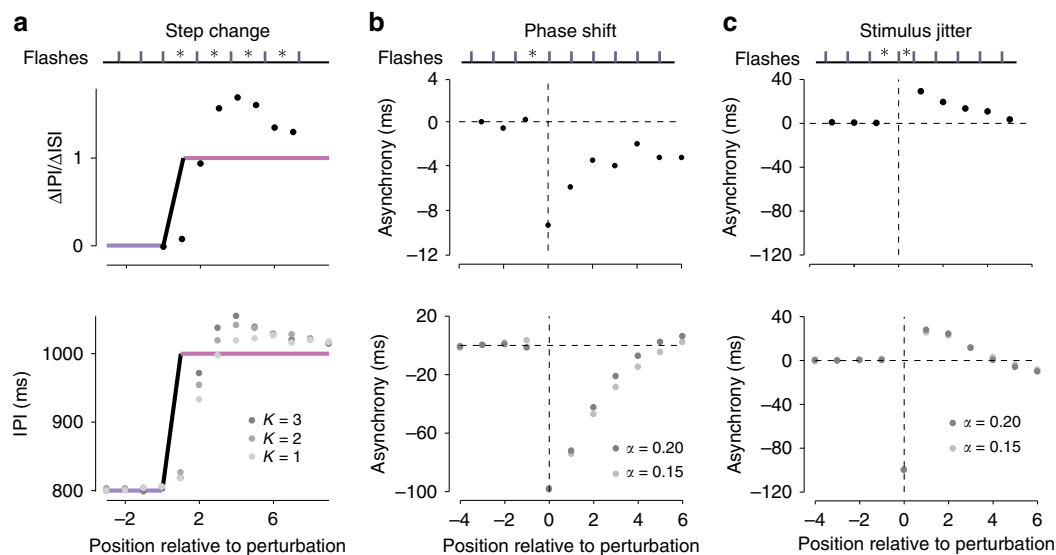 a
Step change
Flashes
* * * *
ΔIPI/ΔISI
1
0
IPI (ms)
1000
900
800
K = 3
K = 2
K = 1
−2 2 6
Position relative to perturbation
b
Phase shift
*
Asynchrony (ms)
4
0
−4
−8
−12
Asynchrony (ms)
20
−20
−60
−100
α = 0.20
α = 0.15
−4 −2 0 2 4 6
Position relative to perturbation
c
Stimulus jitter
Flashes
* *
Asynchrony (ms)
40
0
−40
−80
−120
Asynchrony (ms)
40
0
−40
−80
−120
α = 0.20
α = 0.15
−4 −2 0 2 4 6
Position relative to perturbation